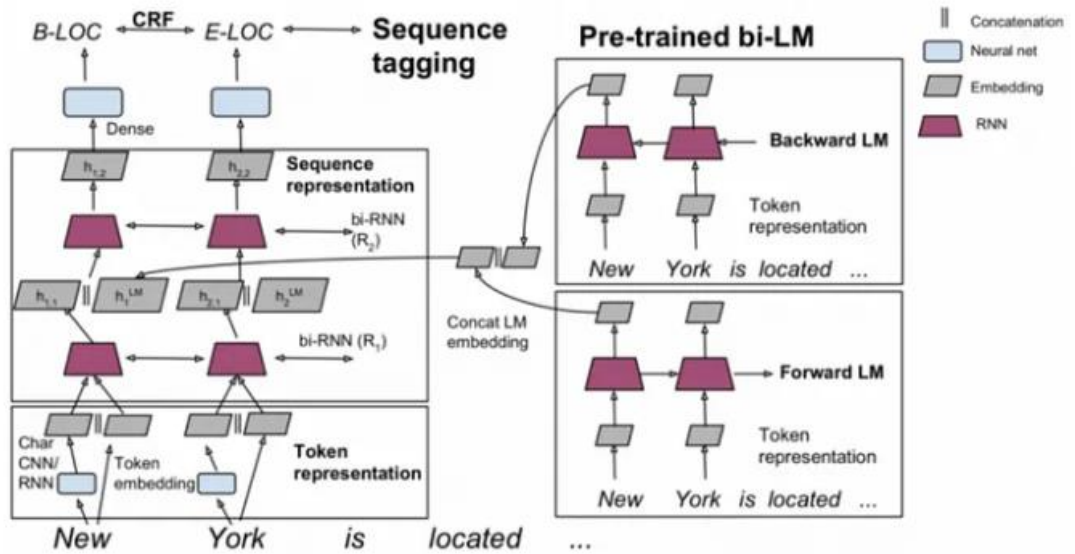 B-LOC
CRF
E-LOC
Sequence
tagging
Dense
h1,2
h2,2
Sequence
representation
bi-RNN
(R2)
h1,1
||
h1LM
h2,1
||
h2LM
bi-RNN (R1)
||
||
Char
CNN/
RNN
Token
embedding
Token
representation
New York is located ...
||
Concat LM
embedding
Pre-trained bi-LM
Backward LM
Token
representation
New York is located ...
Forward LM
Token
representation
New York is located ...
|| Concatenation
Neural net
Embedding
RNN